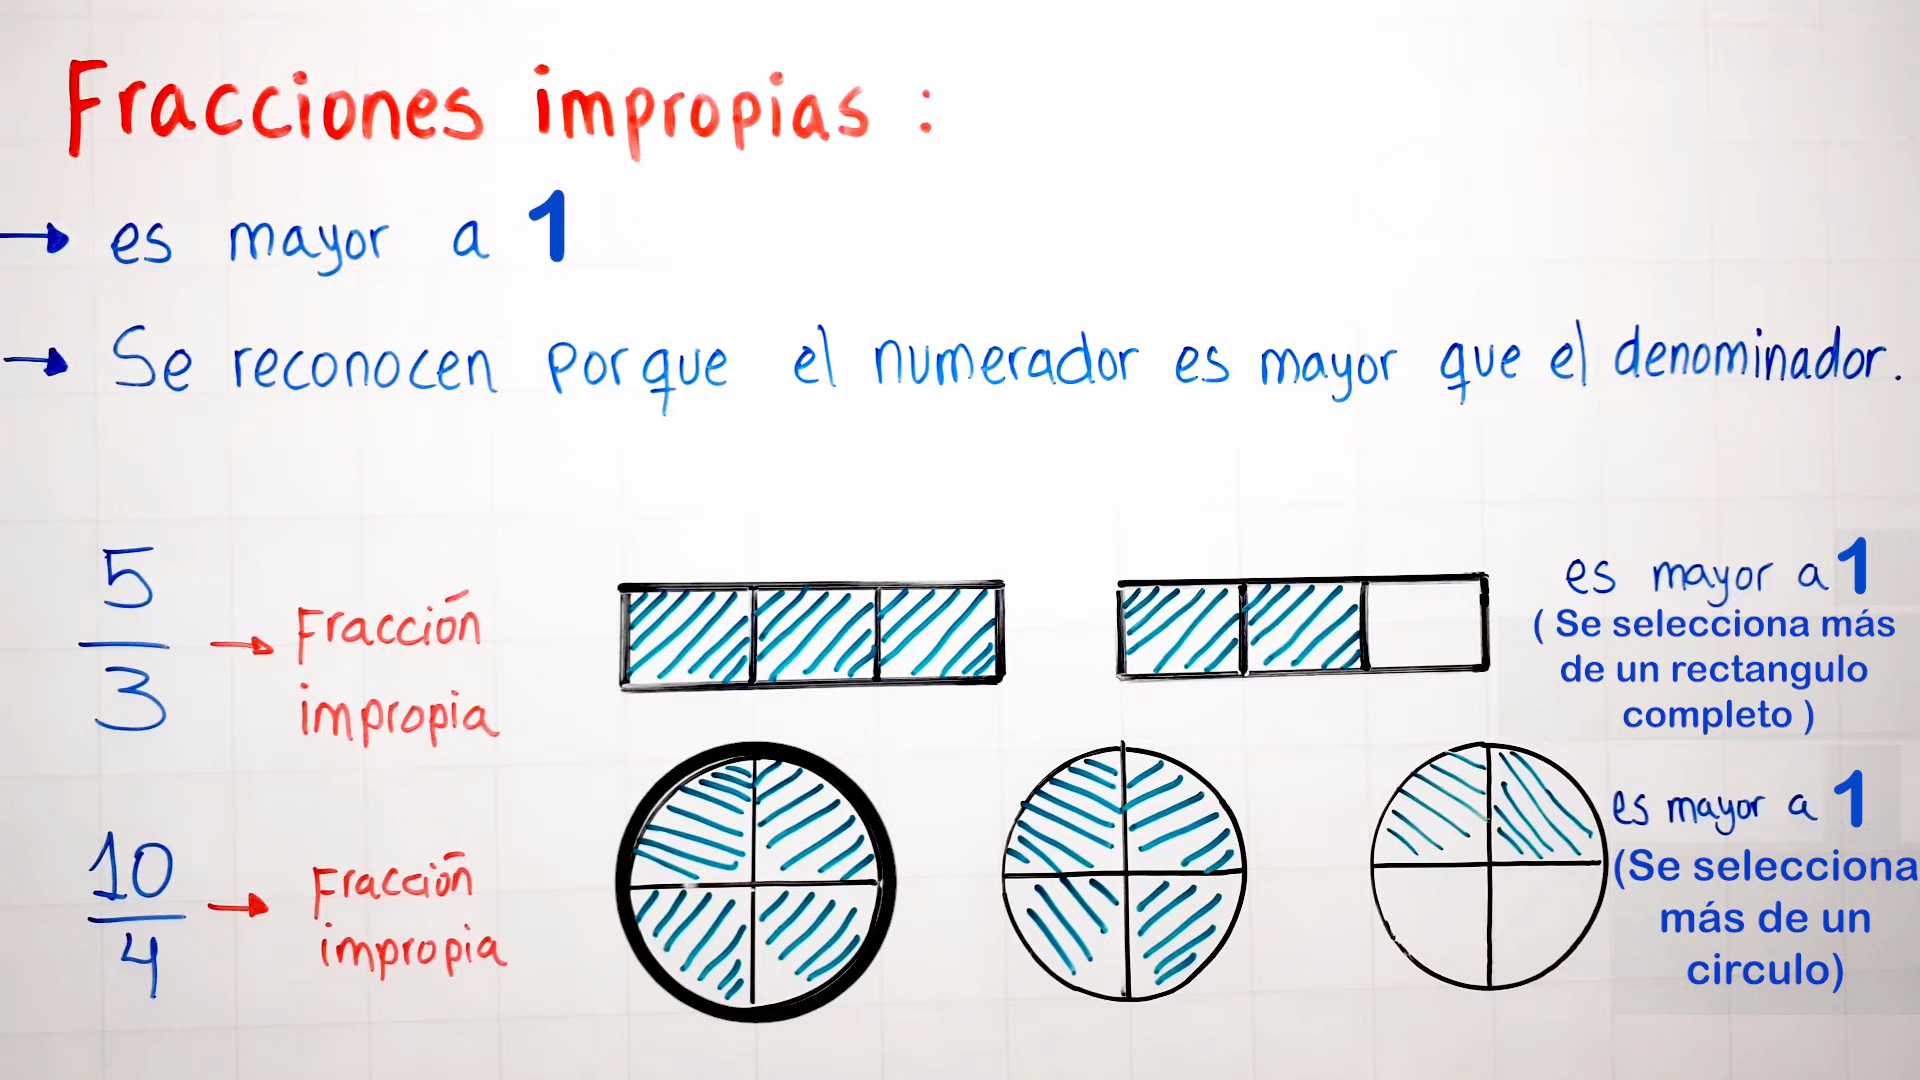 Fracciones impropias :
→ es mayor a 1
→ Se reconocen porque el numerador es mayor que el denominador.
5
3
→ Fracción
impropia
es mayor a 1
( Se selecciona más
de un rectangulo
completo )
10
4
→ Fracción
impropia
es mayor a 1
(Se selecciona
más de un
circulo)